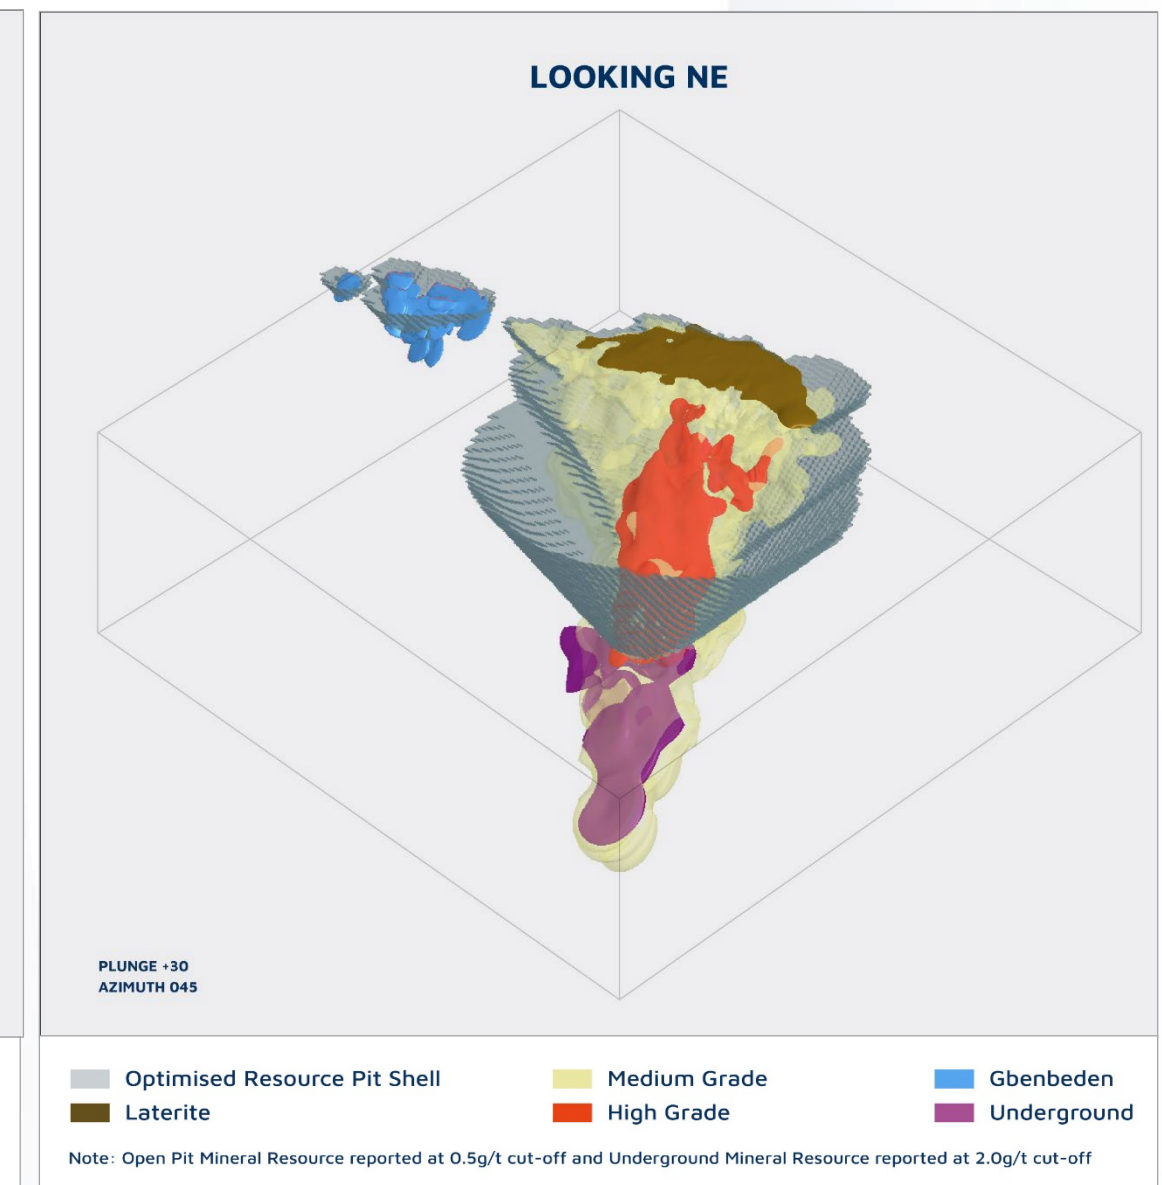 LOOKING NE
PLUNGE +30
AZIMUTH 045
Optimised Resource Pit Shell
Medium Grade
Gbenbeden
Laterite
High Grade
Underground
Note: Open Pit Mineral Resource reported at 0.5g/t cut-off and Underground Mineral Resource reported at 2.0g/t cut-off